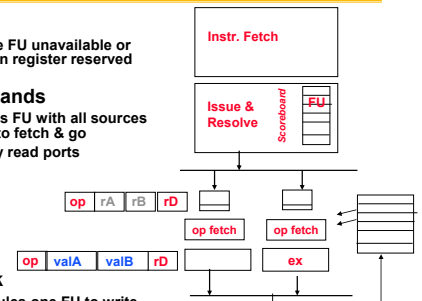 e FU unavailable or
n register reserved
ands
s FU with all sources
to fetch & go
y read ports
Instr. Fetch
Issue &
Resolve
Scoreboard
FU
op rA rB rD
op fetch op fetch
op valA valB rD
ex
k
ules one FU to write